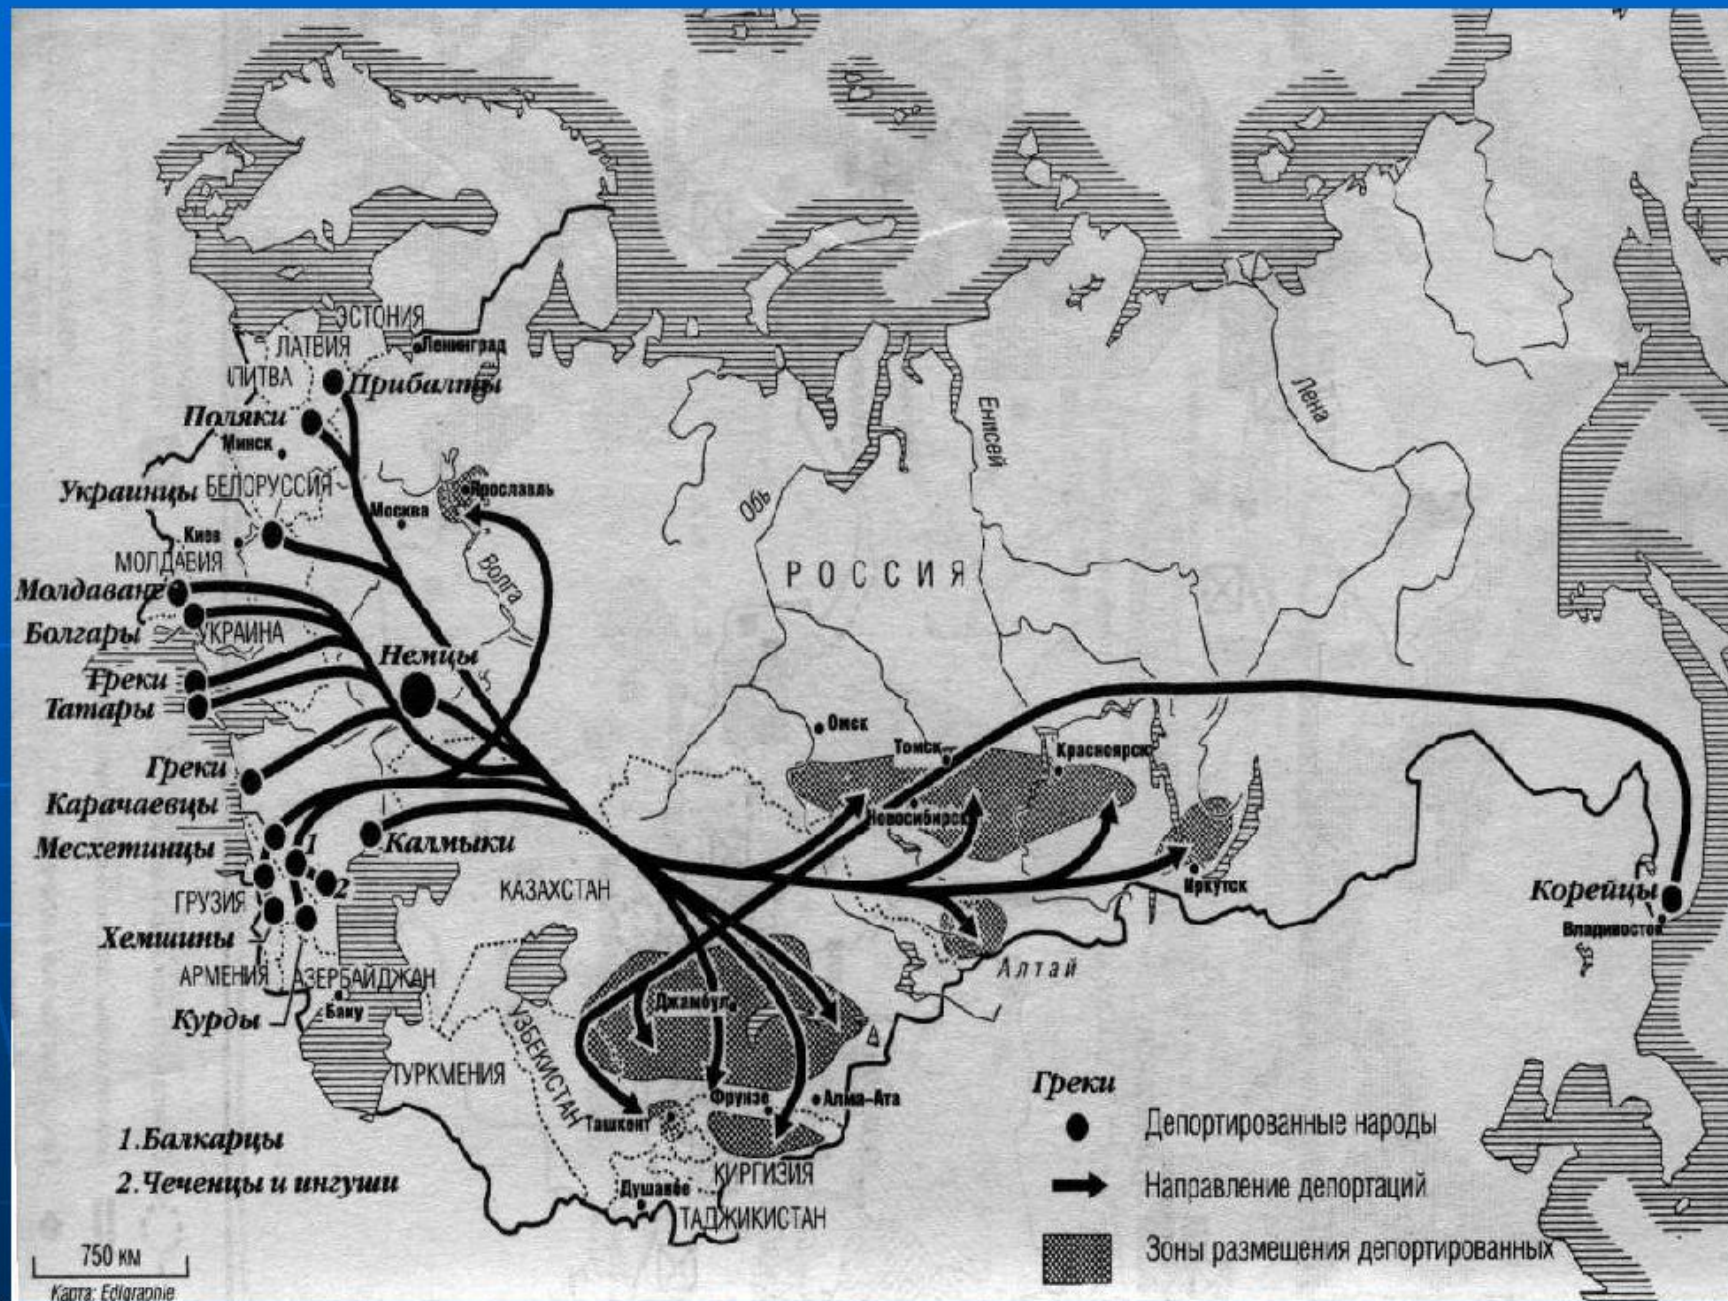 ЭСТОНИЯ
Ленинград
ЛАТВИЯ
ЛИТВА
Прибалты
Поляки
Минск
Украинцы
БЕЛОРУССИЯ
Ярославль
Москва
Киев
МОЛДАВИЯ
Волга
Молдаване
Болгары
УКРАИНА
Немцы
Греки
Татары
Греки
Карачаевцы
Месхетинцы
1
Калмыки
2
ГРУЗИЯ
Хемшины
АРМЕНИЯ
АЗЕРБАЙДЖАН
Баку
Курды
КАЗАХСТАН
ТУРКМЕНИЯ
УЗБЕКИСТАН
Обь
Енисей
Лена
РОССИЯ
Омск
Томск
Красноярск
Новосибирск
Иркутск
Алтай
Корейцы
Владивосток
Джамбул
Фрунзе
Алма-Ата
Ташкент
КИРГИЗИЯ
Душанбе
ТАДЖИКИСТАН
1.Балкарцы
2.Чеченцы и ингуши
750 км
Карта: Edigraphie
Греки
Депортированные народы
Направление депортаций
Зоны размешения депортированных